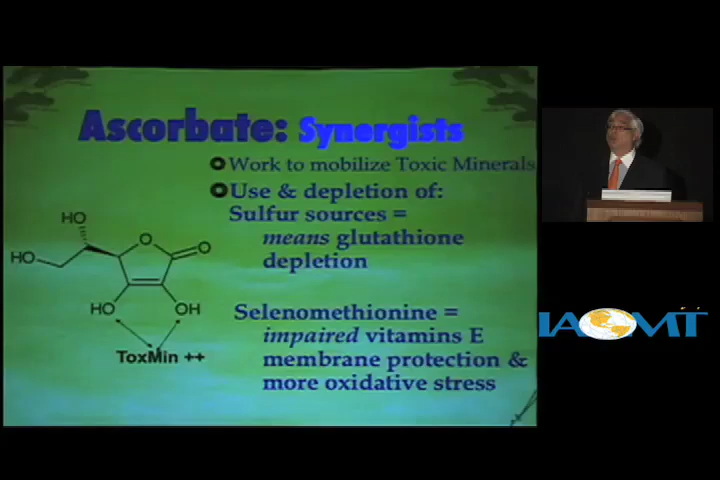 Ascorbate: Synergists
Work to mobilize Toxic Minerals
Use & depletion of:
Sulfur sources =
means glutathione
depletion
Selenomethionine =
impaired vitamins E
membrane protection &
more oxidative stress
HO
HO
O
O
HO
OH
ToxMin ++
IAOMT